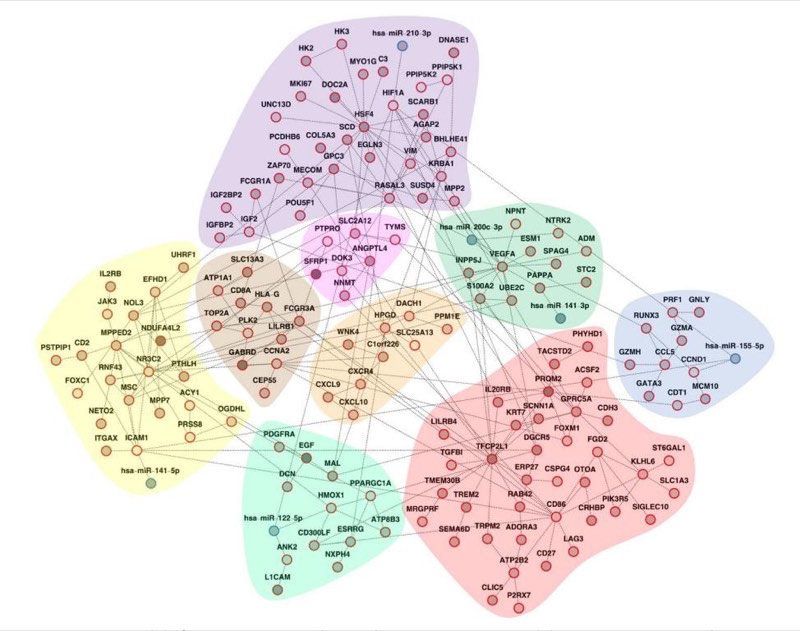 HK3
hsa-miR-210-3p
DNASE1
HK2
MYO1G
C3
PPIP5K2
PPIP5K1
MKI67
DOC2A
HIF1A
UNC13D
SCARB1
HSF4
PCDHB6
COL5A3
SCD
AGAP2
EGLN3
BHLHE41
ZAP70
MECOM
GPC3
VIM
KRBA1
FCGR1A
RASAL3
SUSD4
MPP2
IGF2BP2
POU5F1
IGFBP2
IGF2
SLC2A12
PTPRO
TYMS
ANGPTL4
SFRP1
DOK3
NNMT
NPNT
hsa-miR-200c-3p
NTRK2
ESM1
ADM
VEGFA
SPAG4
INPP5J
PAPPA
STC2
S100A2
UBE2C
hsa-miR-141-3p
UHRF1
IL2RB
EFHD1
JAK3
NOL3
MPPED2
NDUFA4L2
PSTPIP1
CD2
NR3C2
RNF43
PTHLH
FOXC1
MSC
ACY1
MPP7
NETO2
OGDHL
PRSS8
ITGAX
ICAM1
hsa-miR-141-5p
SLC13A3
ATP1A1
CD8A
HLA-G
TOP2A
FCGR3A
PLK2
LILRB1
GABRD
CCNA2
CEP55
DACH1
HPGD
PPM1E
WNK4
SLC25A13
C1orf226
CXCR4
CXCL9
CXCL10
PRF1
GNLY
RUNX3
GZMA
hsa-miR-155-5p
GZMH
CCL5
CCND1
GATA3
CDT1
MCM10
PHYHD1
TACSTD2
ACSF2
PROM2
IL20RB
GPRC5A
KRT7
SCNN1A
CDH3
LILRB4
FOXM1
TFCP2L1
DGCR5
FGD2
TGFBI
ST6GAL1
ERP27
CSPG4
OTOA
KLHL6
TMEM30B
SLC1A3
TREM2
RAB42
PIK3R5
MRGPRF
CD86
CRHBP
SIGLEC10
SEMA6D
TRPM2
ADORA3
LAG3
ATP2B2
CD27
CLIC5
P2RX7
PDGFRA
EGF
MAL
DCN
PPARGC1A
HMOX1
hsa-miR-122-5p
ATP8B3
CD300LF
ESRRG
ANK2
NXPH4
L1CAM